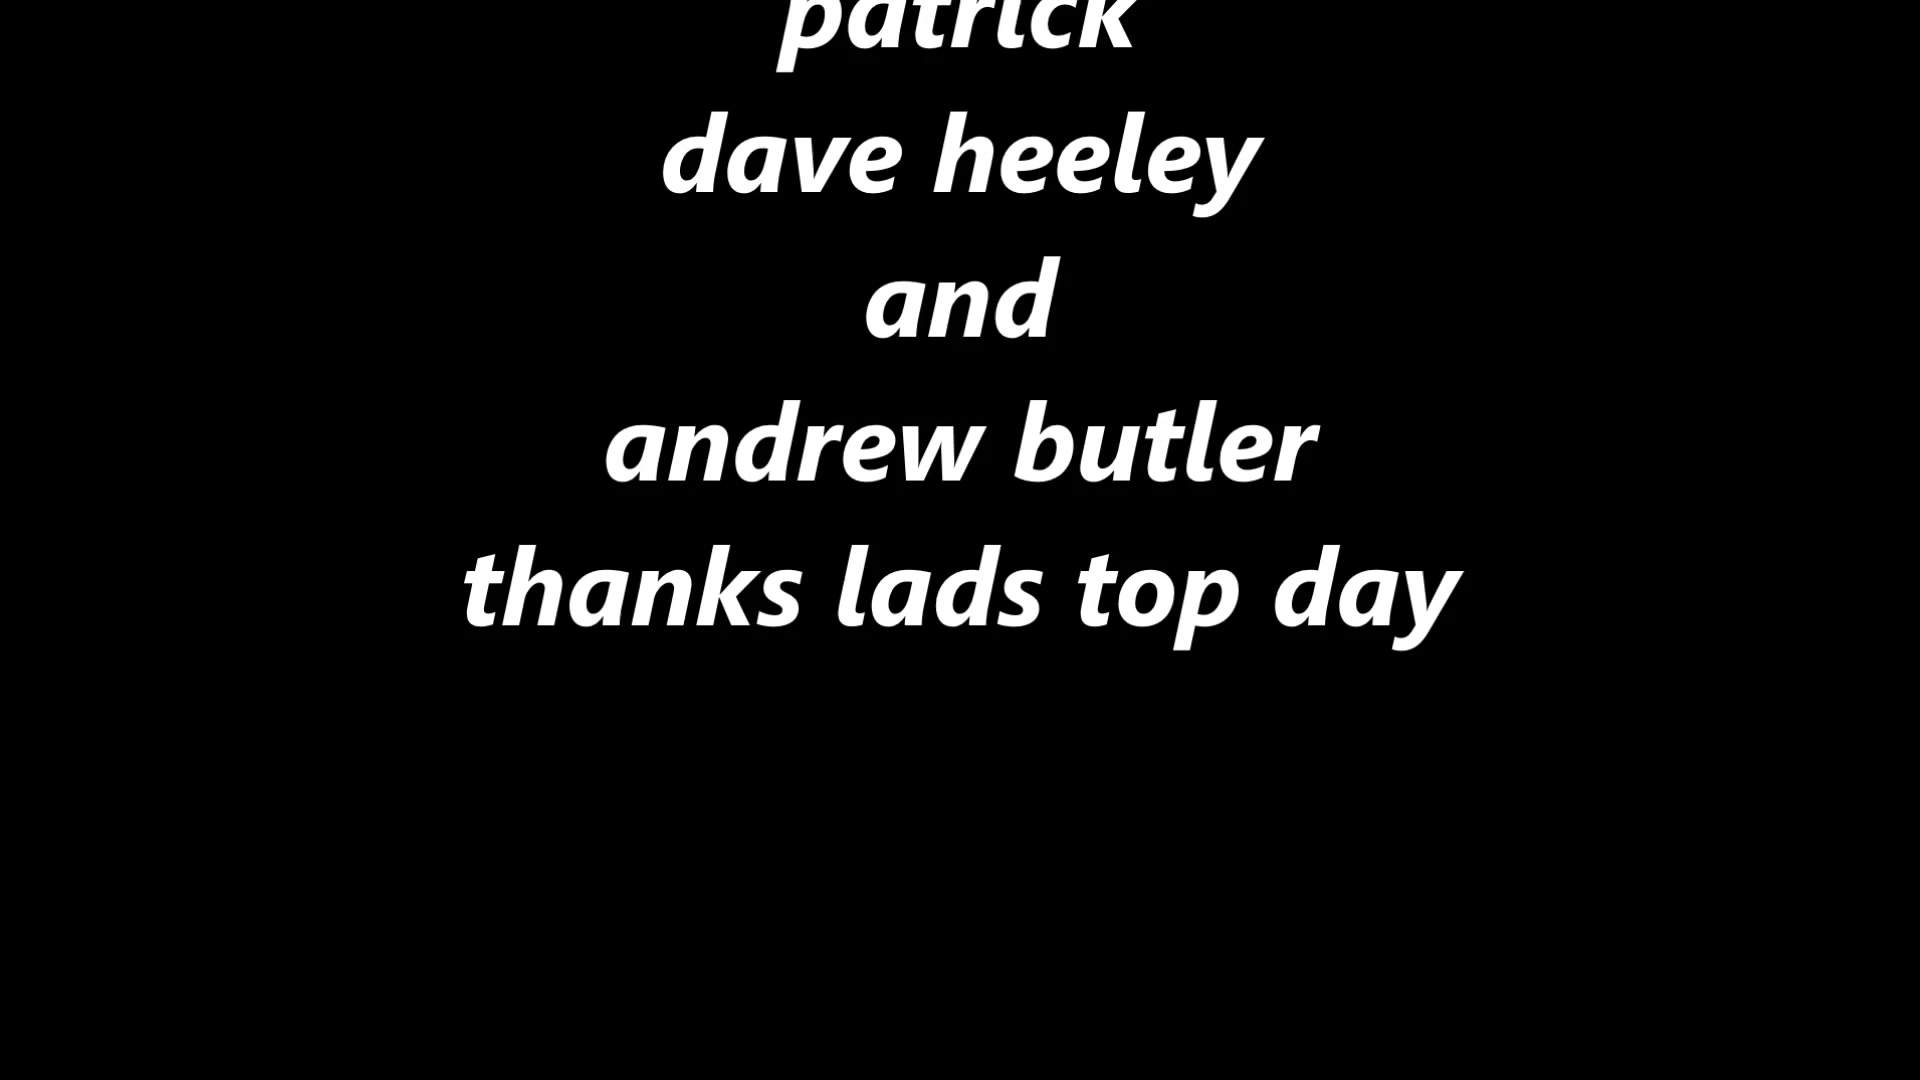 patrick
dave heeley
and
andrew butler
thanks lads top day